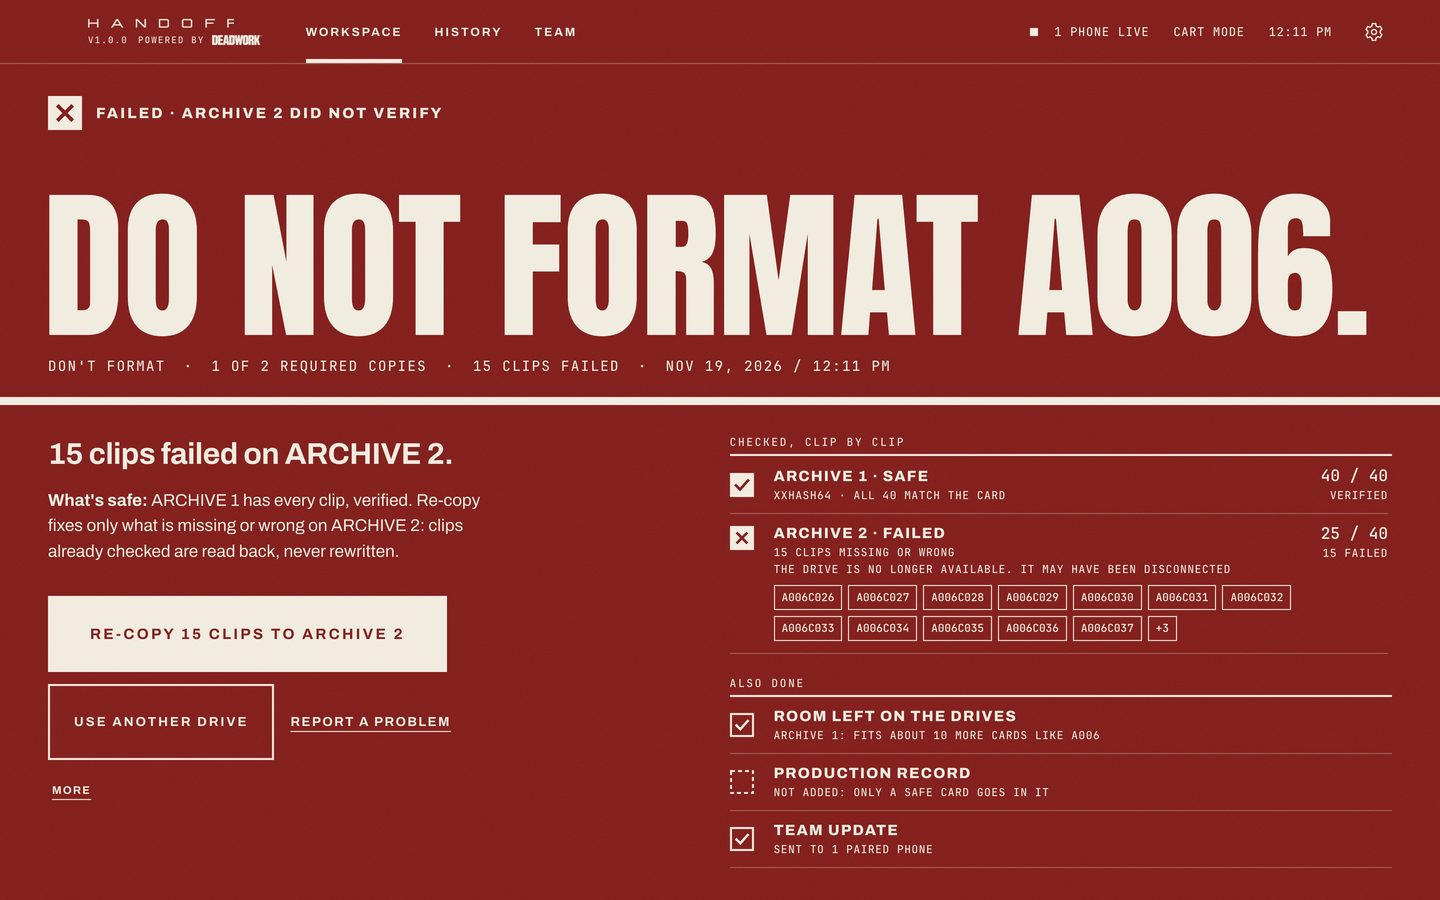 HANDOFF
V1.0.0 POWERED BY DEADWORK
WORKSPACE
HISTORY
TEAM
1 PHONE LIVE
CART MODE
12:11 PM
FAILED · ARCHIVE 2 DID NOT VERIFY
DO NOT FORMAT A006.
DON'T FORMAT · 1 OF 2 REQUIRED COPIES · 15 CLIPS FAILED · NOV 19, 2026 / 12:11 PM
15 clips failed on ARCHIVE 2.
What's safe: ARCHIVE 1 has every clip, verified. Re-copy
fixes only what is missing or wrong on ARCHIVE 2: clips
already checked are read back, never rewritten.
RE-COPY 15 CLIPS TO ARCHIVE 2
USE ANOTHER DRIVE
REPORT A PROBLEM
MORE
CHECKED, CLIP BY CLIP
ARCHIVE 1 · SAFE
40 / 40
XXHASH64 · ALL 40 MATCH THE CARD
VERIFIED
ARCHIVE 2 · FAILED
25 / 40
15 CLIPS MISSING OR WRONG
15 FAILED
THE DRIVE IS NO LONGER AVAILABLE. IT MAY HAVE BEEN DISCONNECTED
A006C026 A006C027 A006C028 A006C029 A006C030 A006C031 A006C032
A006C033 A006C034 A006C035 A006C036 A006C037 +3
ALSO DONE
ROOM LEFT ON THE DRIVES
ARCHIVE 1: FITS ABOUT 10 MORE CARDS LIKE A006
PRODUCTION RECORD
NOT ADDED: ONLY A SAFE CARD GOES IN IT
TEAM UPDATE
SENT TO 1 PAIRED PHONE